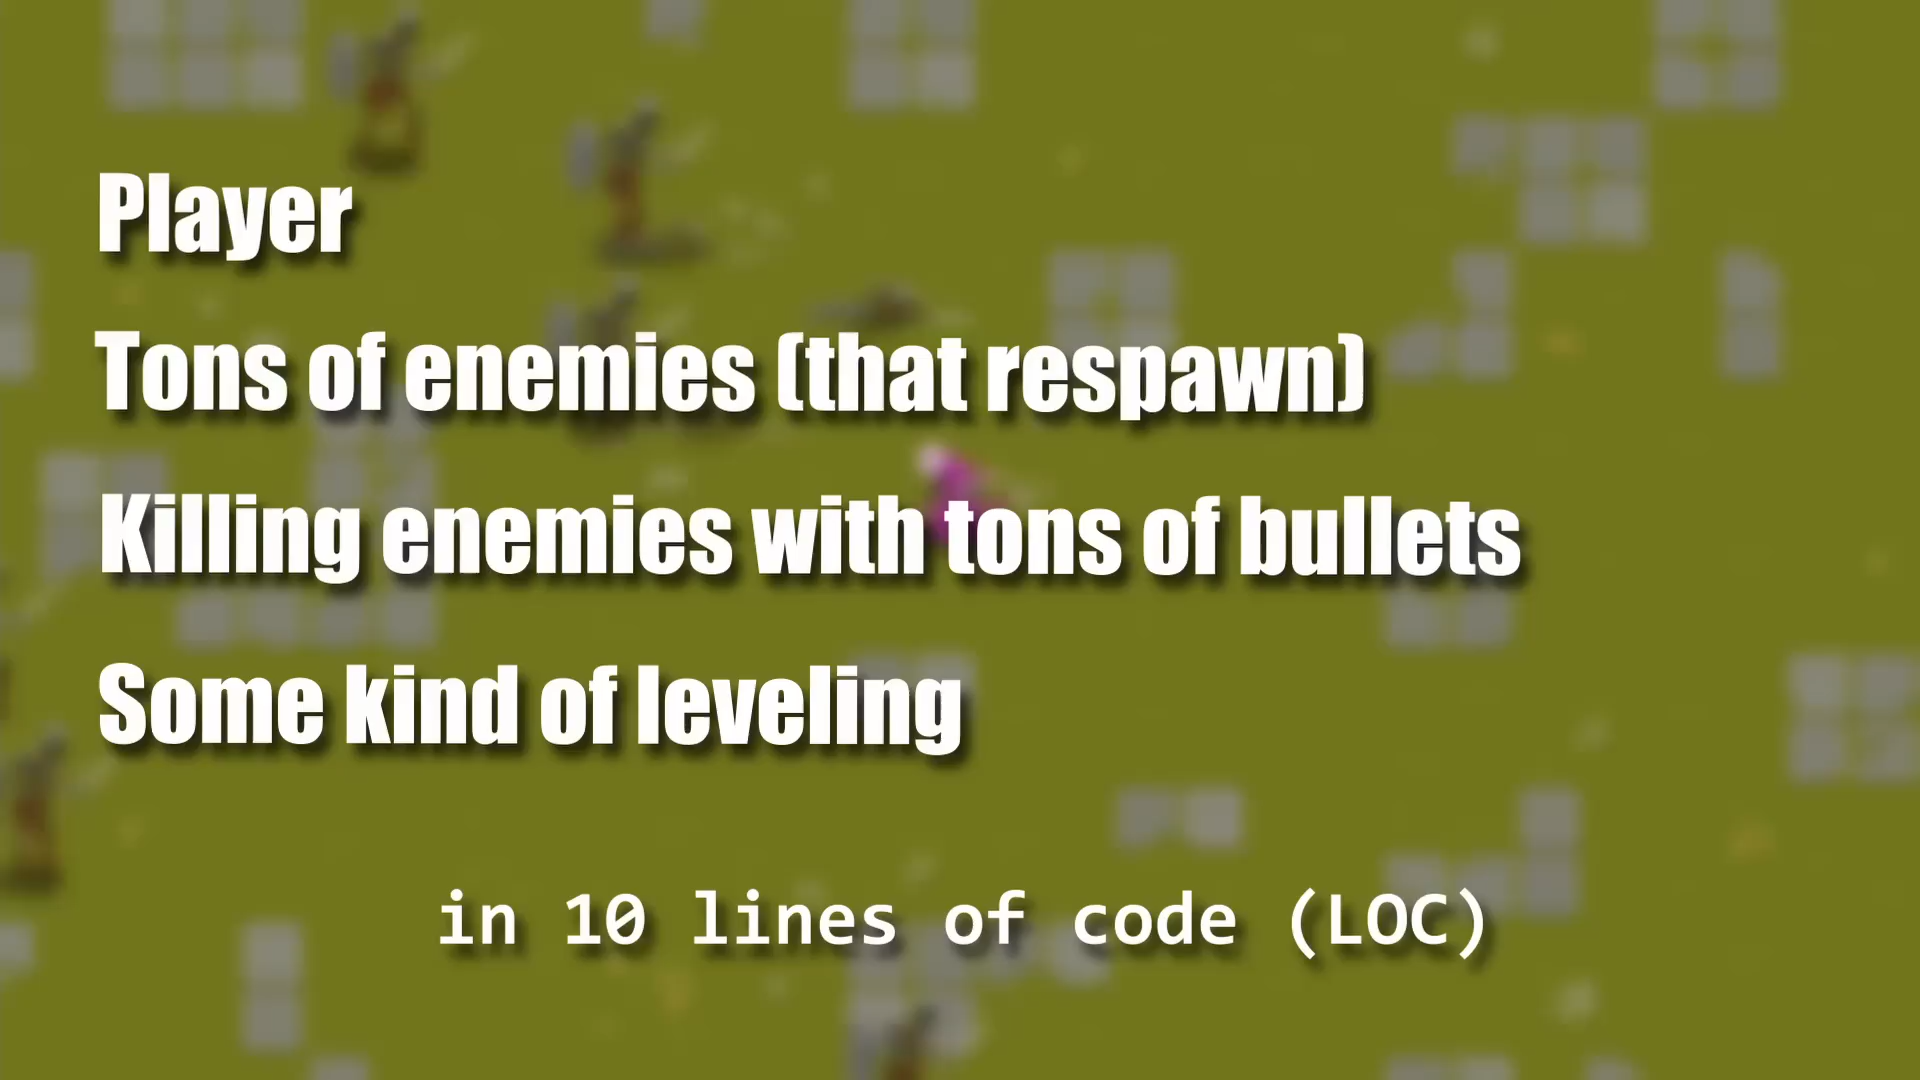 Player
Tons of enemies (that respawn)
Killing enemies with tons of bullets
Some kind of leveling
in 10 lines of code (LOC)